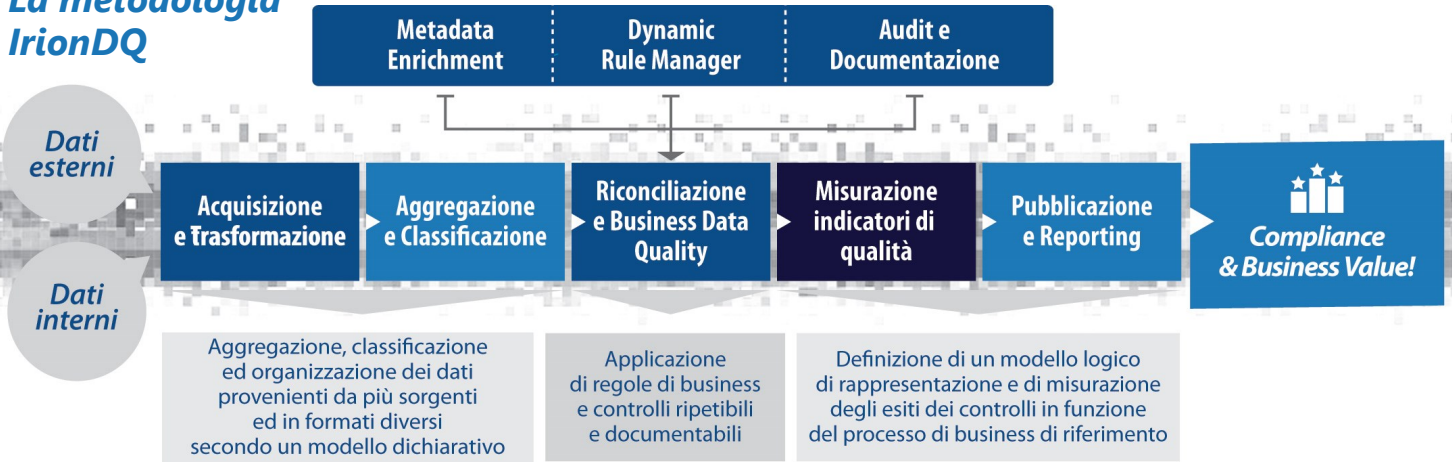 La metodologia
IrionDQ
Metadata
Enrichment
Dynamic
Rule Manager
Audit e
Documentazione
Dati
esterni
Dati
interni
Acquisizione
e Trasformazione
Aggregazione
e Classificazione
Riconciliazione
e Business Data
Quality
Misurazione
indicatori di
qualità
Pubblicazione
e Reporting
Compliance
& Business Value!
Aggregazione, classificazione
ed organizzazione dei dati
provenienti da più sorgenti
ed in formati diversi
secondo un modello dichiarativo
Applicazione
di regole di business
e controlli ripetibili
e documentabili
Definizione di un modello logico
di rappresentazione e di misurazione
degli esiti dei controlli in funzione
del processo di business di riferimento